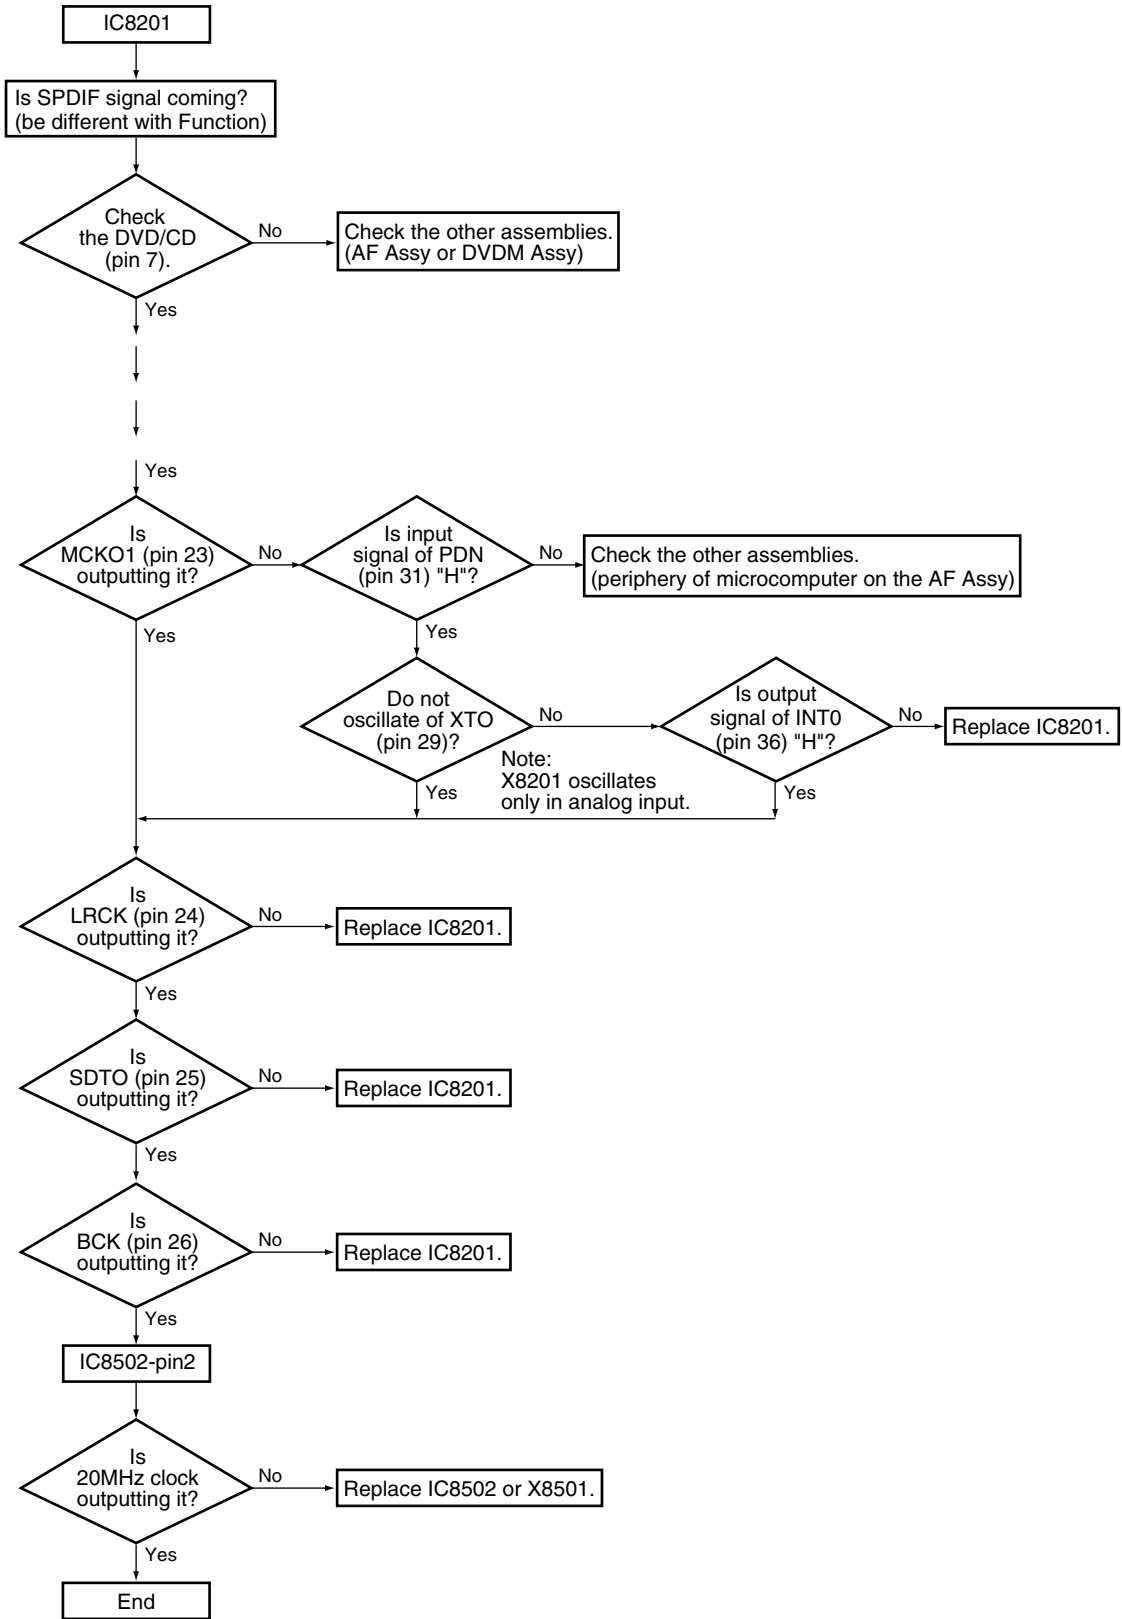 IC8201
Is SPDIF signal coming?
(be different with Function)
Check
the DVD/CD
(pin 7).
No
Check the other assemblies.
(AF Assy or DVDM Assy)
Yes
Yes
Is
MCKO1 (pin 23)
outputting it?
No
Is input
signal of PDN
(pin 31) "H"?
No
Check the other assemblies.
(periphery of microcomputer on the AF Assy)
Yes
Yes
Do not
oscillate of XTO
(pin 29)?
No
Is output
signal of INT0
(pin 36) "H"?
No
Replace IC8201.
Note:
X8201 oscillates
only in analog input.
Yes
Yes
Is
LRCK (pin 24)
outputting it?
No
Replace IC8201.
Yes
Is
SDTO (pin 25)
outputting it?
No
Replace IC8201.
Yes
Is
BCK (pin 26)
outputting it?
No
Replace IC8201.
Yes
IC8502-pin2
Is
20MHz clock
outputting it?
No
Replace IC8502 or X8501.
Yes
End